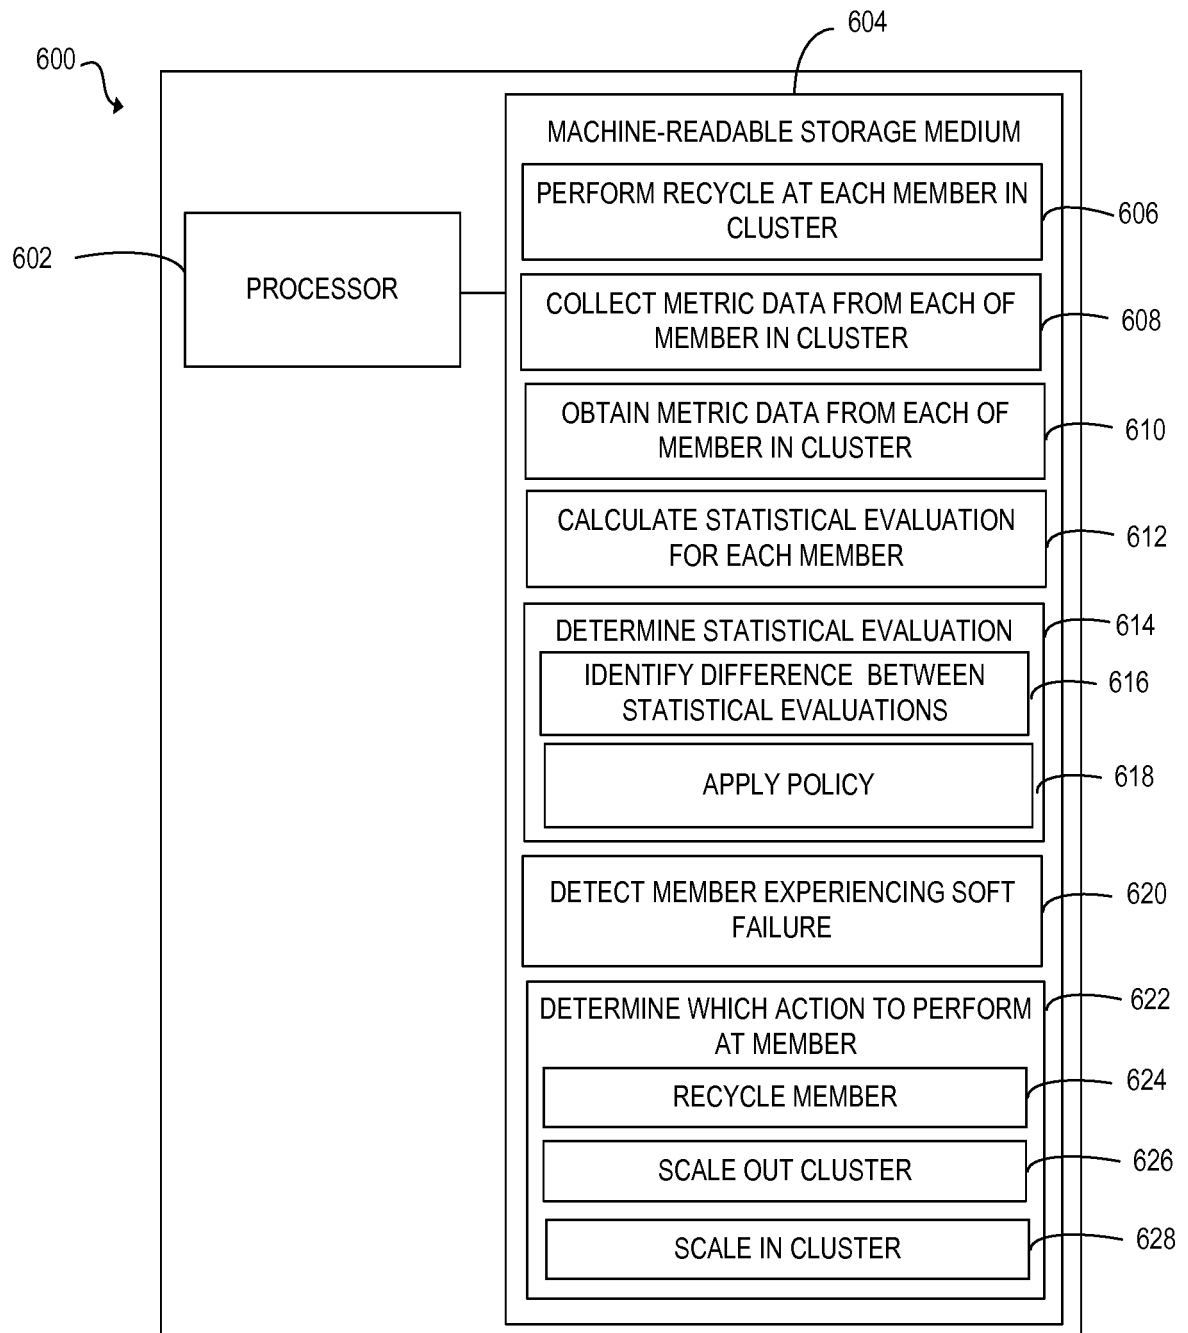 604
600
MACHINE-READABLE STORAGE MEDIUM
PERFORM RECYCLE AT EACH MEMBER IN
CLUSTER
606
602
PROCESSOR
COLLECT METRIC DATA FROM EACH OF
MEMBER IN CLUSTER
608
OBTAIN METRIC DATA FROM EACH OF
MEMBER IN CLUSTER
610
CALCULATE STATISTICAL EVALUATION
FOR EACH MEMBER
612
DETERMINE STATISTICAL EVALUATION
614
IDENTIFY DIFFERENCE BETWEEN
STATISTICAL EVALUATIONS
616
APPLY POLICY
618
DETECT MEMBER EXPERIENCING SOFT
FAILURE
620
DETERMINE WHICH ACTION TO PERFORM
AT MEMBER
622
RECYCLE MEMBER
624
SCALE OUT CLUSTER
626
SCALE IN CLUSTER
628